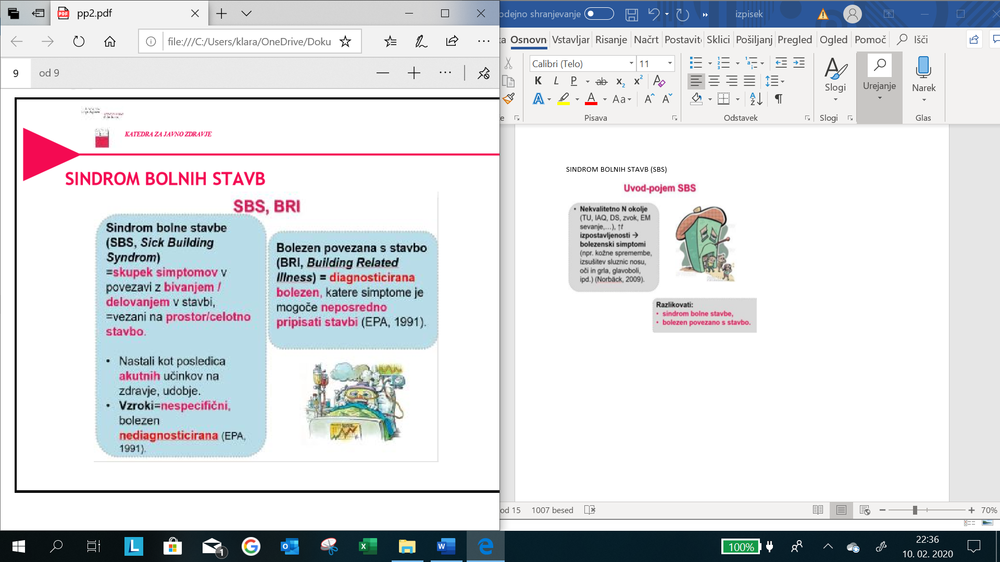 pp2.pdf
file:///C:/Users/klara/OneDrive/Doku
9
od 9
KATEDRA ZA JAVNO ZDRAVJE
SINDROM BOLNIH STAVB
SBS, BRI
Sindrom bolne stavbe
(SBS, Sick Building
Syndrom)
=skupek simptomov v
povezavi z bivanjem /
delovanjem v stavbi,
=vezani na prostor/celotno
stavbo.
• Nastali kot posledica
akutnih učinkov na
zdravje, udobje.
• Vzroki=nespecifični,
bolezen
nediagnosticirana (EPA,
1991).
Bolezen povezana s stavbo
(BRI, Building Related
Illness) = diagnosticirana
bolezen, katere simptome je
mogoče neposredno
pripisati stavbi (EPA, 1991).
odejno shranjevanje
izpisek
ka Osnovn Vstavljar Risanje Načrt Postavite Sklici Pošiljanj Pregled Ogled Pomoč Išči
Calibri (Telo) 11
K L P ab x₂ x² A
A A Aa A A
Slogi
Urejanje
Narek
e Pisava Odstavek Slogi Glas
SINDROM BOLNIH STAVB (SBS)
Uvod-pojem SBS
• Nekvalitetno N okolje
(TU, IAQ, DS, zvok, EM
sevanje,...), ↑t
izpostavljenosti →
bolezenski simptomi
(npr. kožne spremembe,
izsušitev sluznic nosu,
oči in grla, glavoboli,
ipd.) (Norbäck, 2009).
Razlikovati:
• sindrom bolne stavbe,
• bolezen povezano s stavbo.
od 15 1007 besed 70%
1
100%
22:36
10. 02. 2020